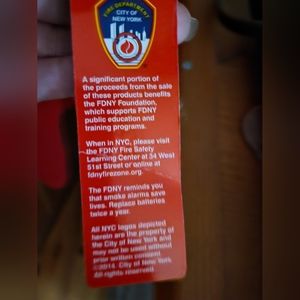 FIRE DEPARTMENT
CITY OF
NEW YORK
A significant portion of
the proceeds from the sale
of these products benefits
the FDNY Foundation,
which supports FDNY
public education and
training programs.
When in NYC, please visit
the FDNY Fire Safety
Learning Center at 34 West
51st Street or online at
fdnyfirezone.org.
The FDNY reminds you
that smoke alarms save
lives. Replace batteries
twice a year.
All NYC logos depicted
herein are the property of
the City of New York and
may not be used without
prior written consent
©2014. City of New York.
All rights reserved.